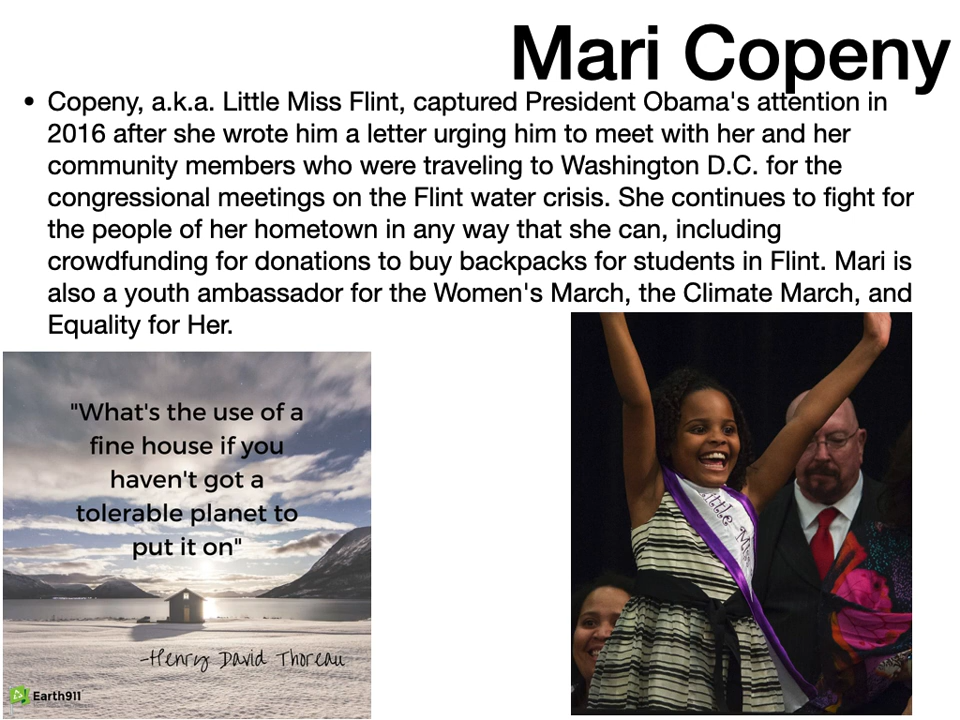 Mari Copeny
• Copeny, a.k.a. Little Miss Flint, captured President Obama's attention in
2016 after she wrote him a letter urging him to meet with her and her
community members who were traveling to Washington D.C. for the
congressional meetings on the Flint water crisis. She continues to fight for
the people of her hometown in any way that she can, including
crowdfunding for donations to buy backpacks for students in Flint. Mari is
also a youth ambassador for the Women's March, the Climate March, and
Equality for Her.
"What's the use of a
fine house if you
haven't got a
tolerable planet to
put it on"
-Henry David Thoreau
Earth911
Little Mis